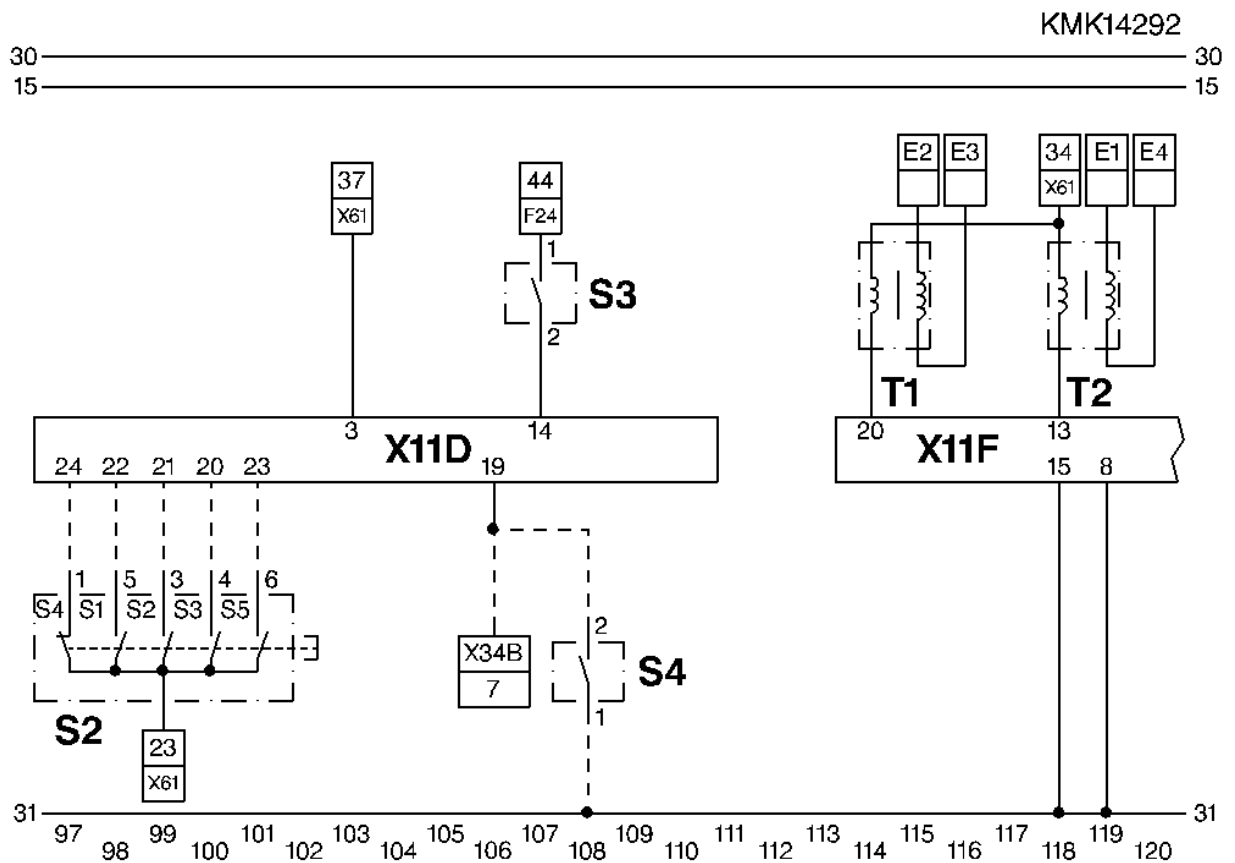 KMK14292
30 30
15 15
E2 E3 34 E1 E4
X61
37 44
X61 F24
1
S3
2
T1 T2
3 14 20 13
X11D X11F
24 22 21 20 23 19 15 8
1 5 3 4 6
S4 S1 S2 S3 S5
2
X34B
7
S4
1
S2
23
X61
31 31
97 99 101 103 105 107 109 111 113 115 117 119
98 100 102 104 106 108 110 112 114 116 118 120